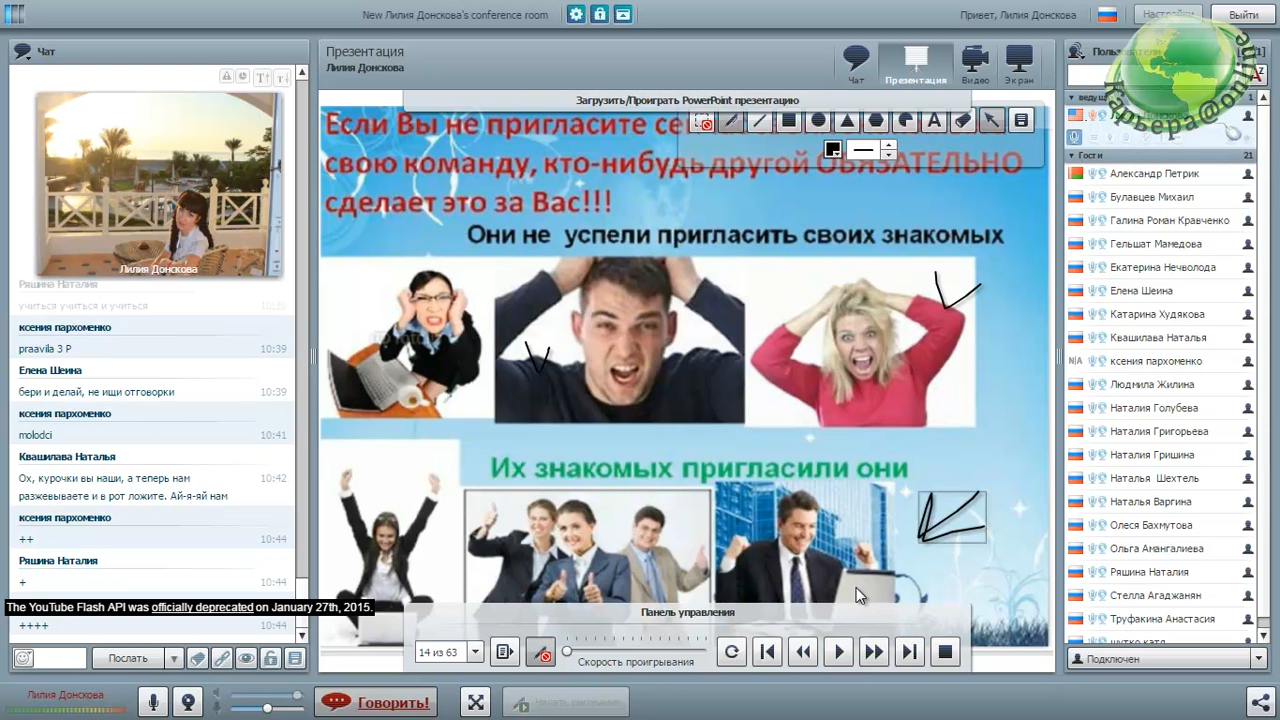 New Лилия Донскова's conference room
Привет, Лилия Донскова
Настройки
Выйти
Чат
Лилия Донскова
Ряшина Наталия
учиться учиться и учиться
10:39
ксения пархоменко
praavila 3 P
10:39
Елена Шеина
бери и делай, не ищи отговорки
10:39
ксения пархоменко
molodci
10:41
Квашилава Наталья
Ох, курочки вы наши, а теперь нам
10:42
разжевываете и в рот ложите. Ай-я-яй нам
ксения пархоменко
++
10:44
Ряшина Наталия
+
10:44
The YouTube Flash API was officially deprecated on January 27th, 2015.
++++
10:44
Послать
Презентация
Лилия Донскова
Чат
Презентация
Видео
Экран
Загрузить/Проиграть PowerPoint презентацию
Если Вы не пригласите
свою команду, кто-нибудь другой ОБЯЗАТЕЛЬНО
сделает это за Вас!!!
Они не успели пригласить своих знакомых
Их знакомых пригласили они
Панель управления
14 из 63
Скорость проигрывания
карьера@online
Гости
21
Александр Петрик
Булавцев Михаил
Галина Роман Кравченко
Гельшат Мамедова
Екатерина Нечволода
Елена Шеина
Катарина Худякова
Квашилава Наталья
N/A
ксения пархоменко
Людмила Жилина
Наталия Голубева
Наталия Григорьева
Наталия Гришина
Наталья Шехтель
Наталья Варгина
Олеся Бахмутова
Ольга Амангалиева
Ряшина Наталия
Стелла Агаджанян
Труфакина Анастасия
Подключен
Лилия Донскова
Говорить!